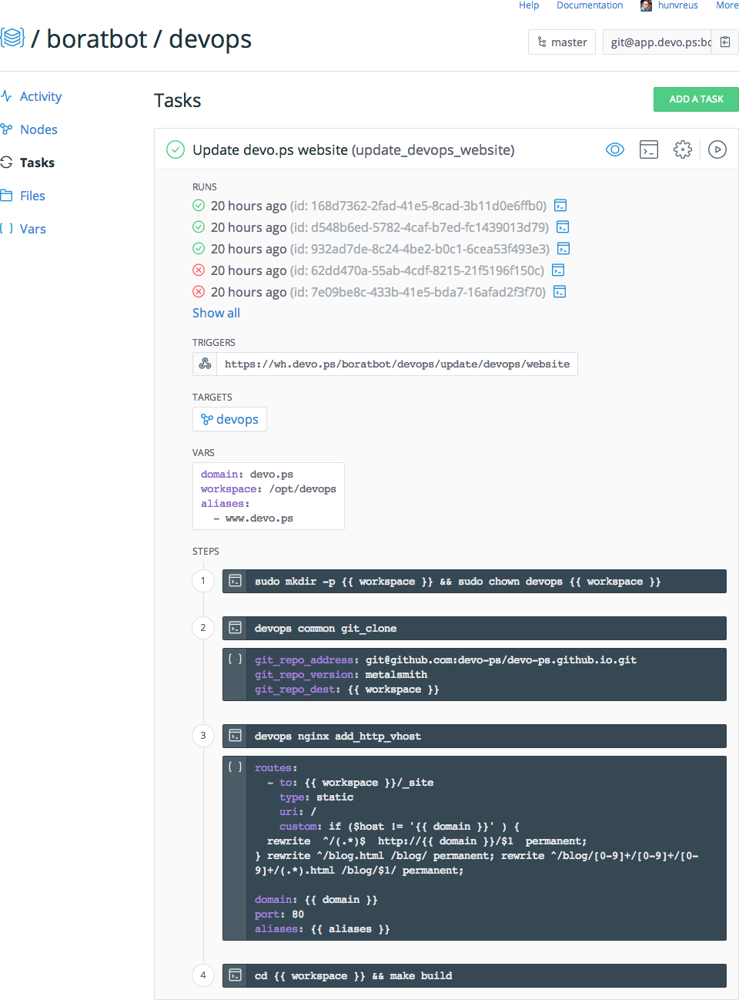 Help Documentation hunvreus More
/ boratbot / devops
master
git@app.devo.ps:bo
Activity
Nodes
Tasks
Files
Vars
Tasks
ADD A TASK
Update devo.ps website (update_devops_website)
RUNS
20 hours ago (id: 168d7362-2fad-41e5-8cad-3b11d0e6ffb0)
20 hours ago (id: d548b6ed-5782-4caf-b7ed-fc1439013d79)
20 hours ago (id: 932ad7de-8c24-4be2-b0c1-6cea53f493e3)
20 hours ago (id: 62dd470a-55ab-4cdf-8215-21f5196f150c)
20 hours ago (id: 7e09be8c-433b-41e5-bda7-16afad2f3f70)
Show all
TRIGGERS
https://wh.devo.ps/boratbot/devops/update/devops/website
TARGETS
devops
VARS
domain: devo.ps
workspace: /opt/devops
aliases:
- www.devo.ps
STEPS
1 sudo mkdir -p {{ workspace }} && sudo chown devops {{ workspace }}
2 devops common git_clone
git_repo_address: git@github.com:devo-ps/devo-ps.github.io.git
git_repo_version: metalsmith
git_repo_dest: {{ workspace }}
3 devops nginx add_http_vhost
routes:
- to: {{ workspace }}/_site
type: static
uri: /
custom: if ($host != '{{ domain }}' ) {
rewrite ^/(.*)$ http://{{ domain }}/$1 permanent;
} rewrite ^/blog.html /blog/ permanent; rewrite ^/blog/[0-9]+/[0-9]+/[0-
9]+/(.*).html /blog/$1/ permanent;
domain: {{ domain }}
port: 80
aliases: {{ aliases }}
4 cd {{ workspace }} && make build